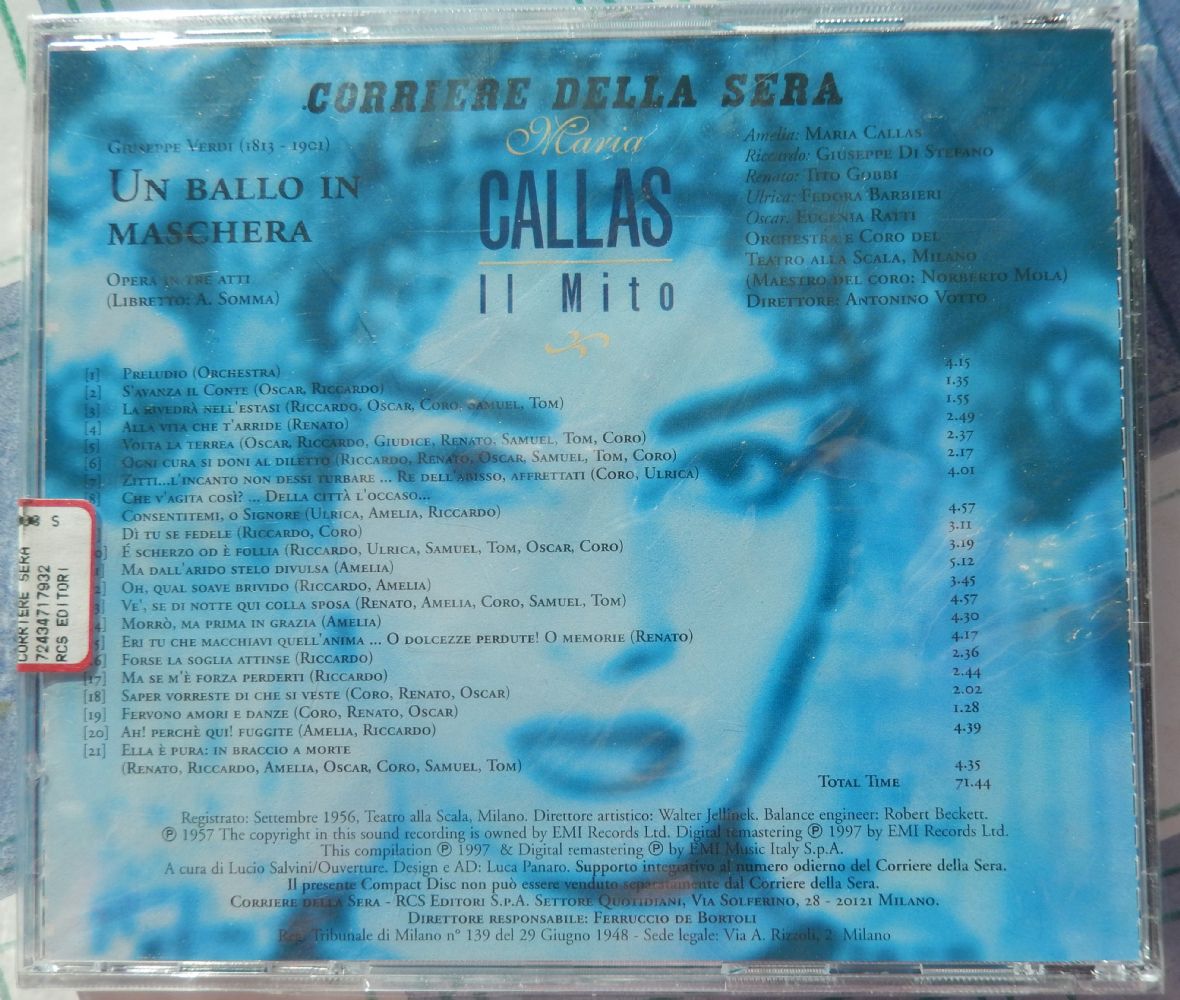 CORRIERE DELLA SERA
Maria
CALLAS
Il Mito
Giuseppe Verdi (1813 - 1901)
Un ballo in
maschera
Opera in tre atti
(Libretto: A. Somma)
Amelia: Maria Callas
Riccardo: Giuseppe Di Stefano
Renato: Tito Gobbi
Ulrica: Fedora Barbieri
Oscar: Eugenia Ratti
Orchestra e Coro del
Teatro alla Scala, Milano
(Maestro del coro: Norberto Mola)
Direttore: Antonino Votto
[1] Preludio (Orchestra) 4.15
[2] S'avanza il Conte (Oscar, Riccardo) 1.35
[3] La rivedrà nell'estasi (Riccardo, Oscar, Coro, Samuel, Tom) 1.55
[4] Alla vita che t'arride (Renato) 2.49
[5] Volta la terrea (Oscar, Riccardo, Giudice, Renato, Samuel, Tom, Coro) 2.37
[6] Ogni cura si doni al diletto (Riccardo, Renato, Oscar, Samuel, Tom, Coro) 2.17
[7] Zitti...l'incanto non dessi turbare ... Re dell'abisso, affrettati (Coro, Ulrica) 4.01
[8] Che v'agita così? ... Della città l'occaso...
Consentitemi, o Signore (Ulrica, Amelia, Riccardo) 4.57
Dì tu se fedele (Riccardo, Coro) 3.11
0] É scherzo od è follia (Riccardo, Ulrica, Samuel, Tom, Oscar, Coro) 3.19
1] Ma dall'arido stelo divulsa (Amelia) 5.12
2] Oh, qual soave brivido (Riccardo, Amelia) 3.45
3] Ve', se di notte qui colla sposa (Renato, Amelia, Coro, Samuel, Tom) 4.57
4] Morrò, ma prima in grazia (Amelia) 4.30
5] Eri tu che macchiavi quell'anima ... O dolcezze perdute! O memorie (Renato) 4.17
16] Forse la soglia attinse (Riccardo) 2.36
[17] Ma se m'è forza perderti (Riccardo) 2.44
[18] Saper vorreste di che si veste (Coro, Renato, Oscar) 2.02
[19] Fervono amori e danze (Coro, Renato, Oscar) 1.28
[20] Ah! perchè qui! fuggite (Amelia, Riccardo) 4.39
[21] Ella è pura: in braccio a morte
(Renato, Riccardo, Amelia, Oscar, Coro, Samuel, Tom) 4.35
Total Time 71.44
Registrato: Settembre 1956, Teatro alla Scala, Milano. Direttore artistico: Walter Jellinek. Balance engineer: Robert Beckett.
℗ 1957 The copyright in this sound recording is owned by EMI Records Ltd. Digital remastering ℗ 1997 by EMI Records Ltd.
This compilation ℗ 1997 & Digital remastering ℗ by EMI Music Italy S.p.A.
A cura di Lucio Salvini/Ouverture. Design e AD: Luca Panaro. Supporto integrativo al numero odierno del Corriere della Sera.
Il presente Compact Disc non può essere venduto separatamente dal Corriere della Sera.
Corriere della Sera - RCS Editori S.p.A. Settore Quotidiani, Via Solferino, 28 - 20121 Milano.
Direttore responsabile: Ferruccio de Bortoli
Reg. Tribunale di Milano n° 139 del 29 Giugno 1948 - Sede legale: Via A. Rizzoli, 2 Milano
S
CORRIERE SERA
72434717932
RCS EDITORI